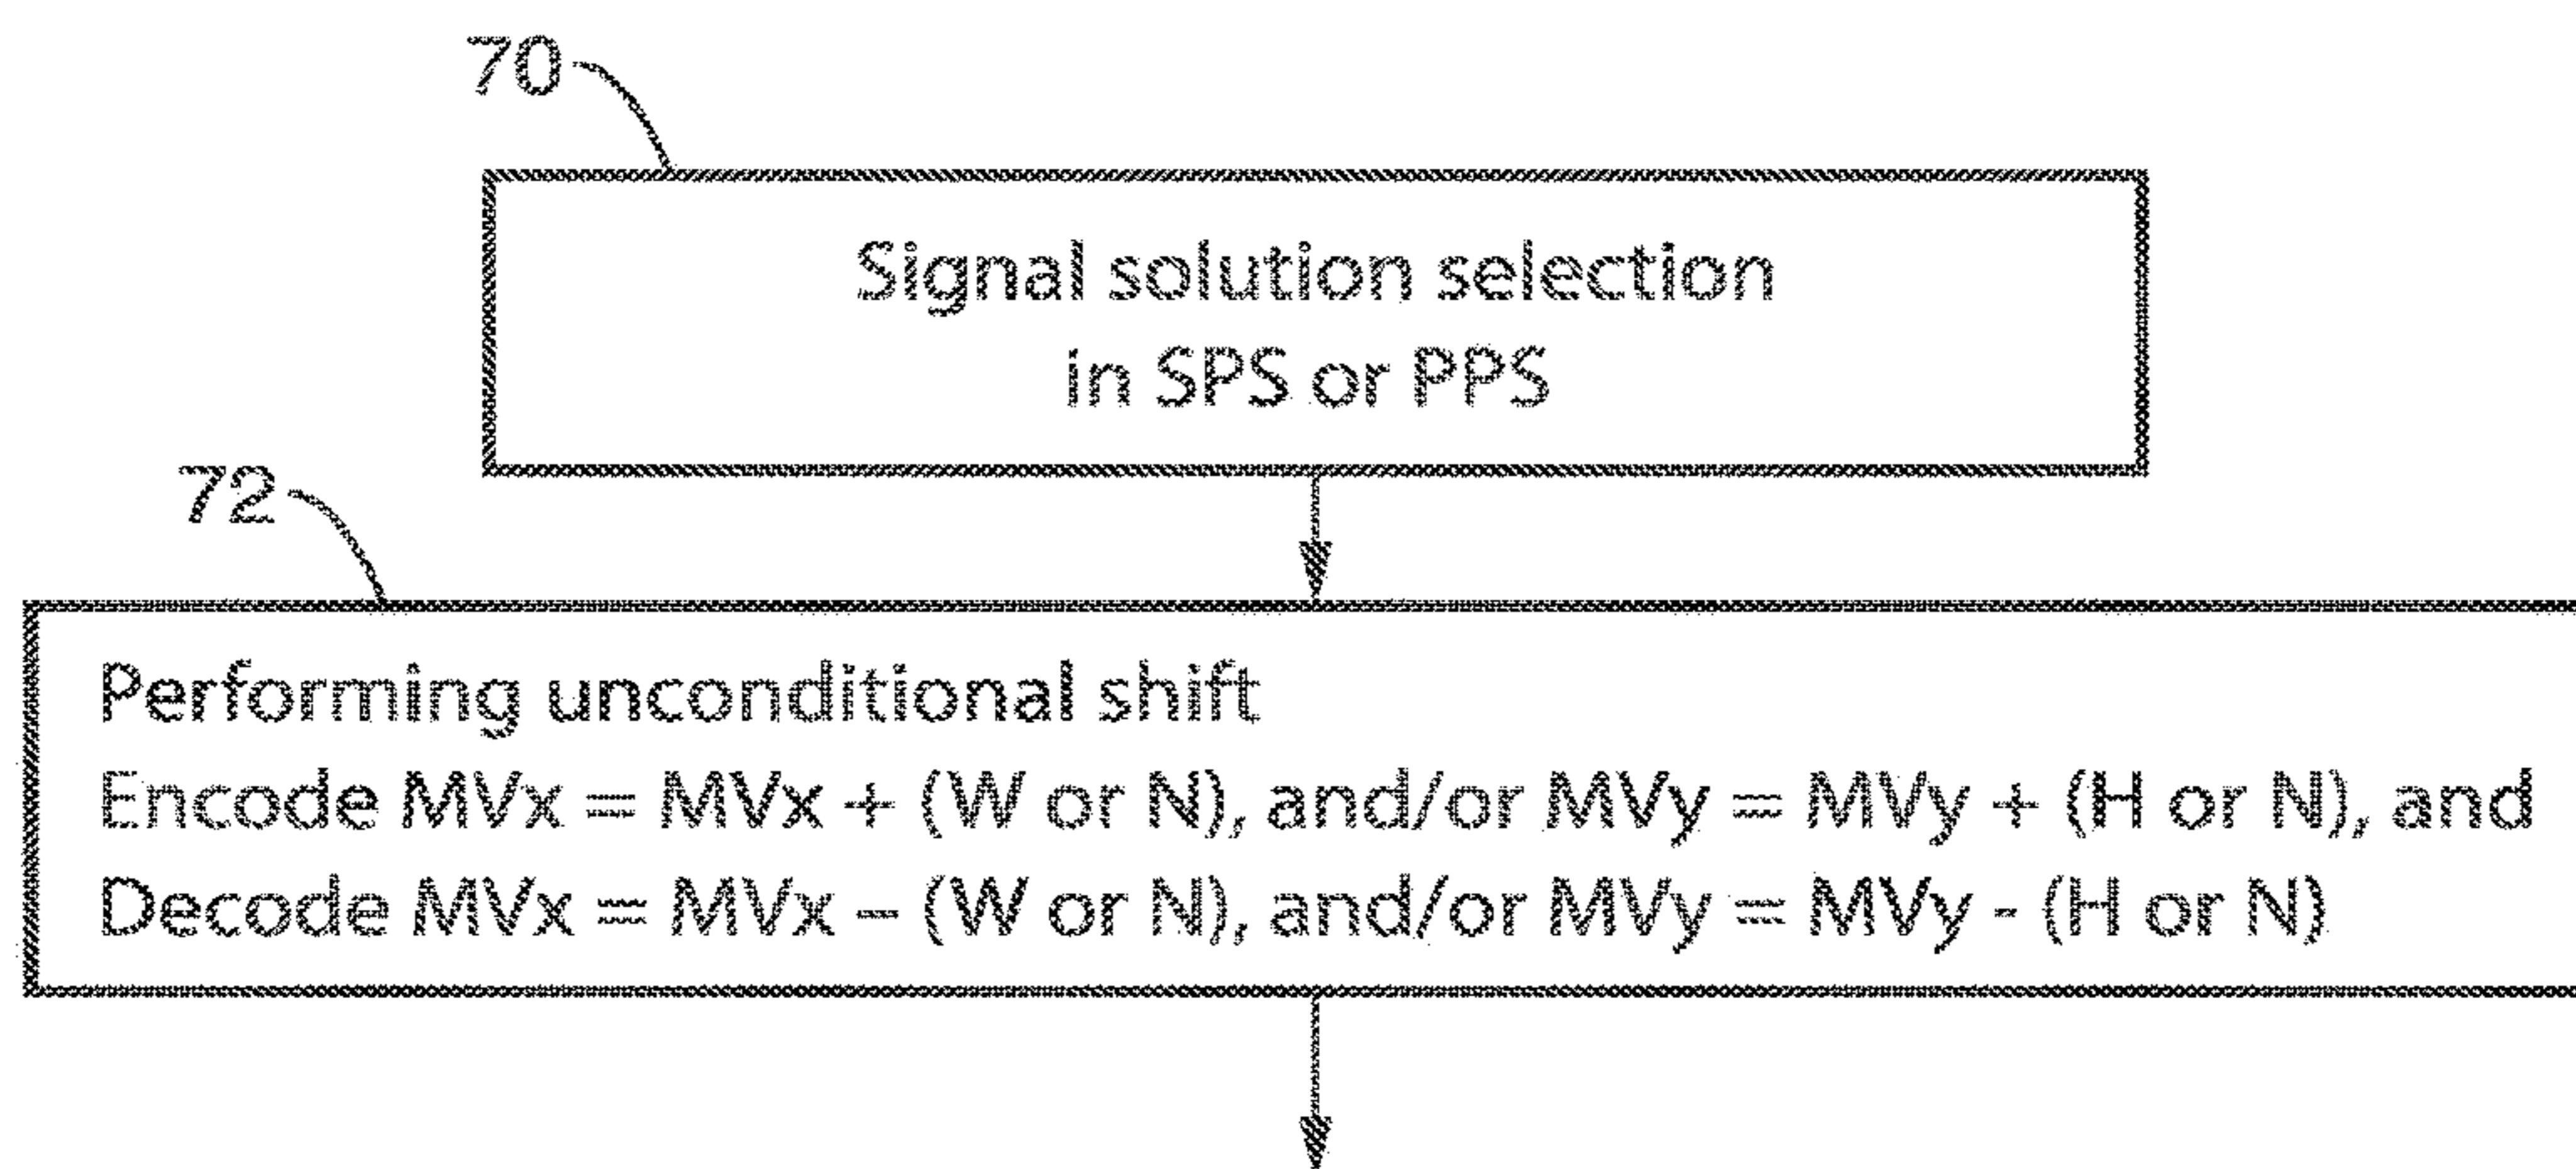 70
Signal solution selection
in SPS or PPS
72
Performing unconditional shift
Encode MVx = MVx + (W or N), and/or MVy = MVy + (H or N), and
Decode MVx = MVx – (W or N), and/or MVy = MVy - (H or N)